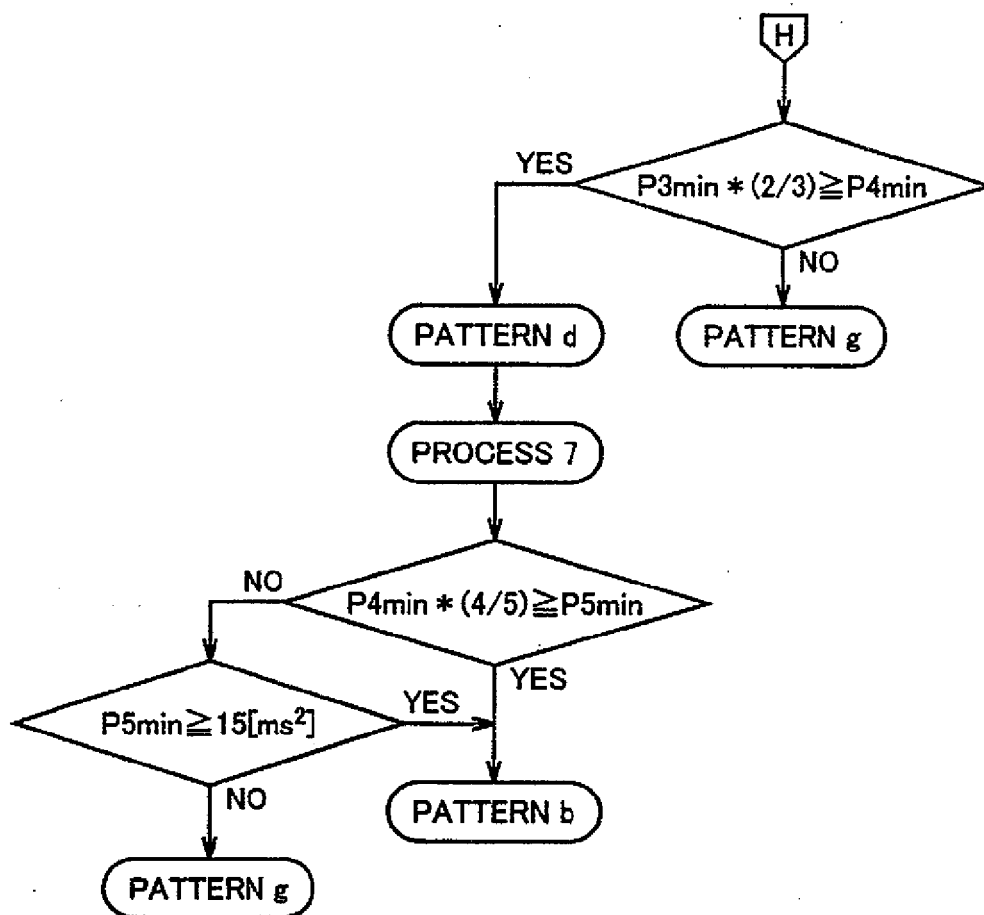 H
YES
P3min*(2/3)≧P4min
NO
PATTERN d
PATTERN g
PROCESS 7
NO
P4min*(4/5)≧P5min
YES
YES
P5min≧15[ms²]
NO
PATTERN b
PATTERN g